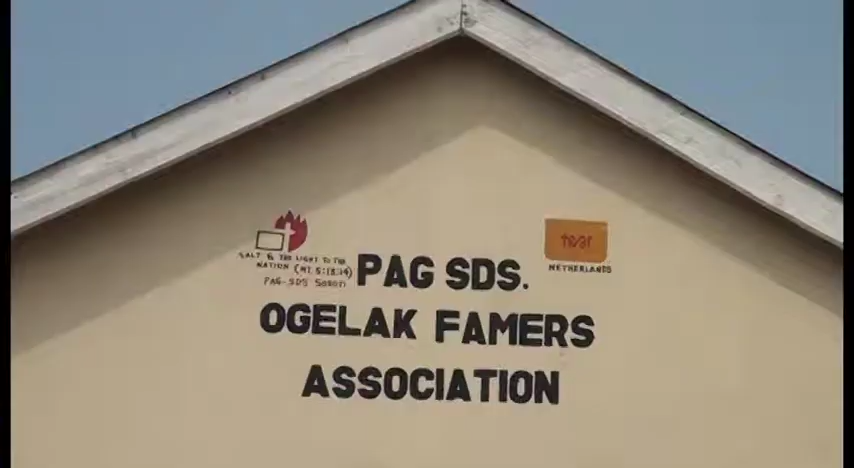 SALT & THE LIGHT TO THE
NATION (MT. 5:13,14)
PAG-SDS Soroti
tear
NETHERLANDS
PAG SDS.
OGELAK FAMERS
ASSOCIATION